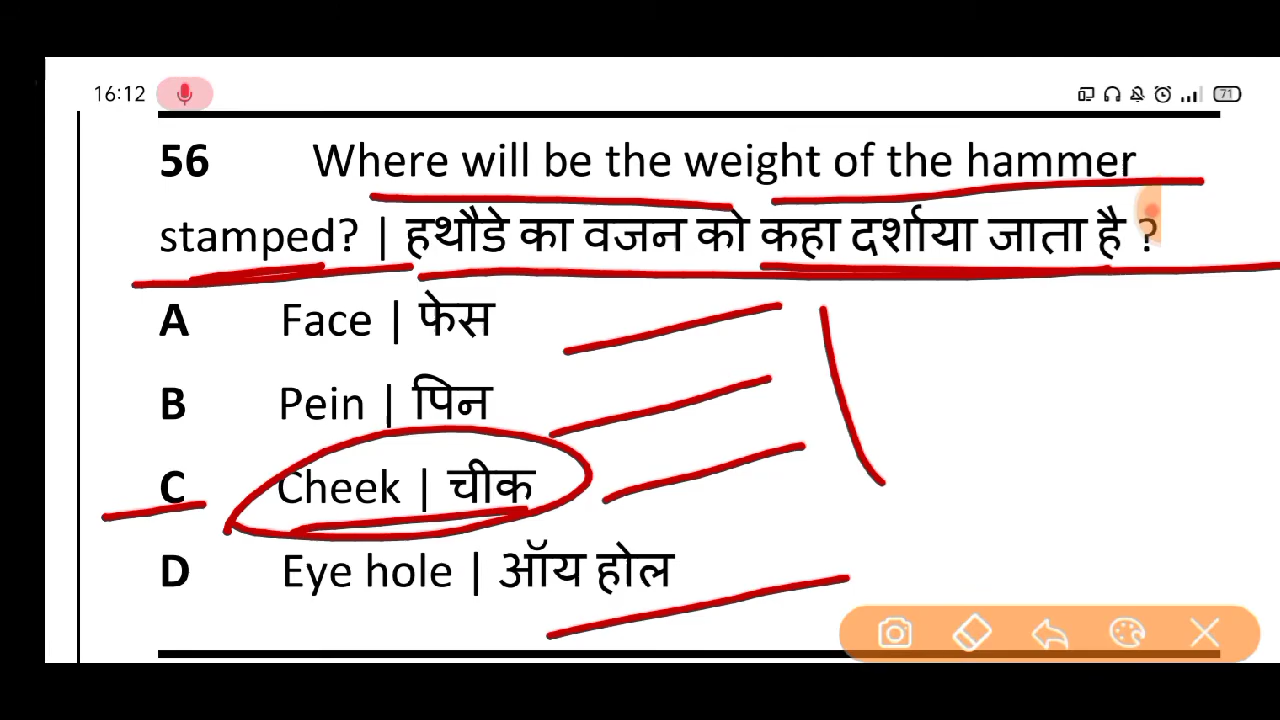 16:12 71
56 Where will be the weight of the hammer
stamped? | हथौडे का वजन को कहा दर्शाया जाता है ?
A Face | फेस
B Pein | पिन
C Cheek | चीक
D Eye hole | ऑय होल